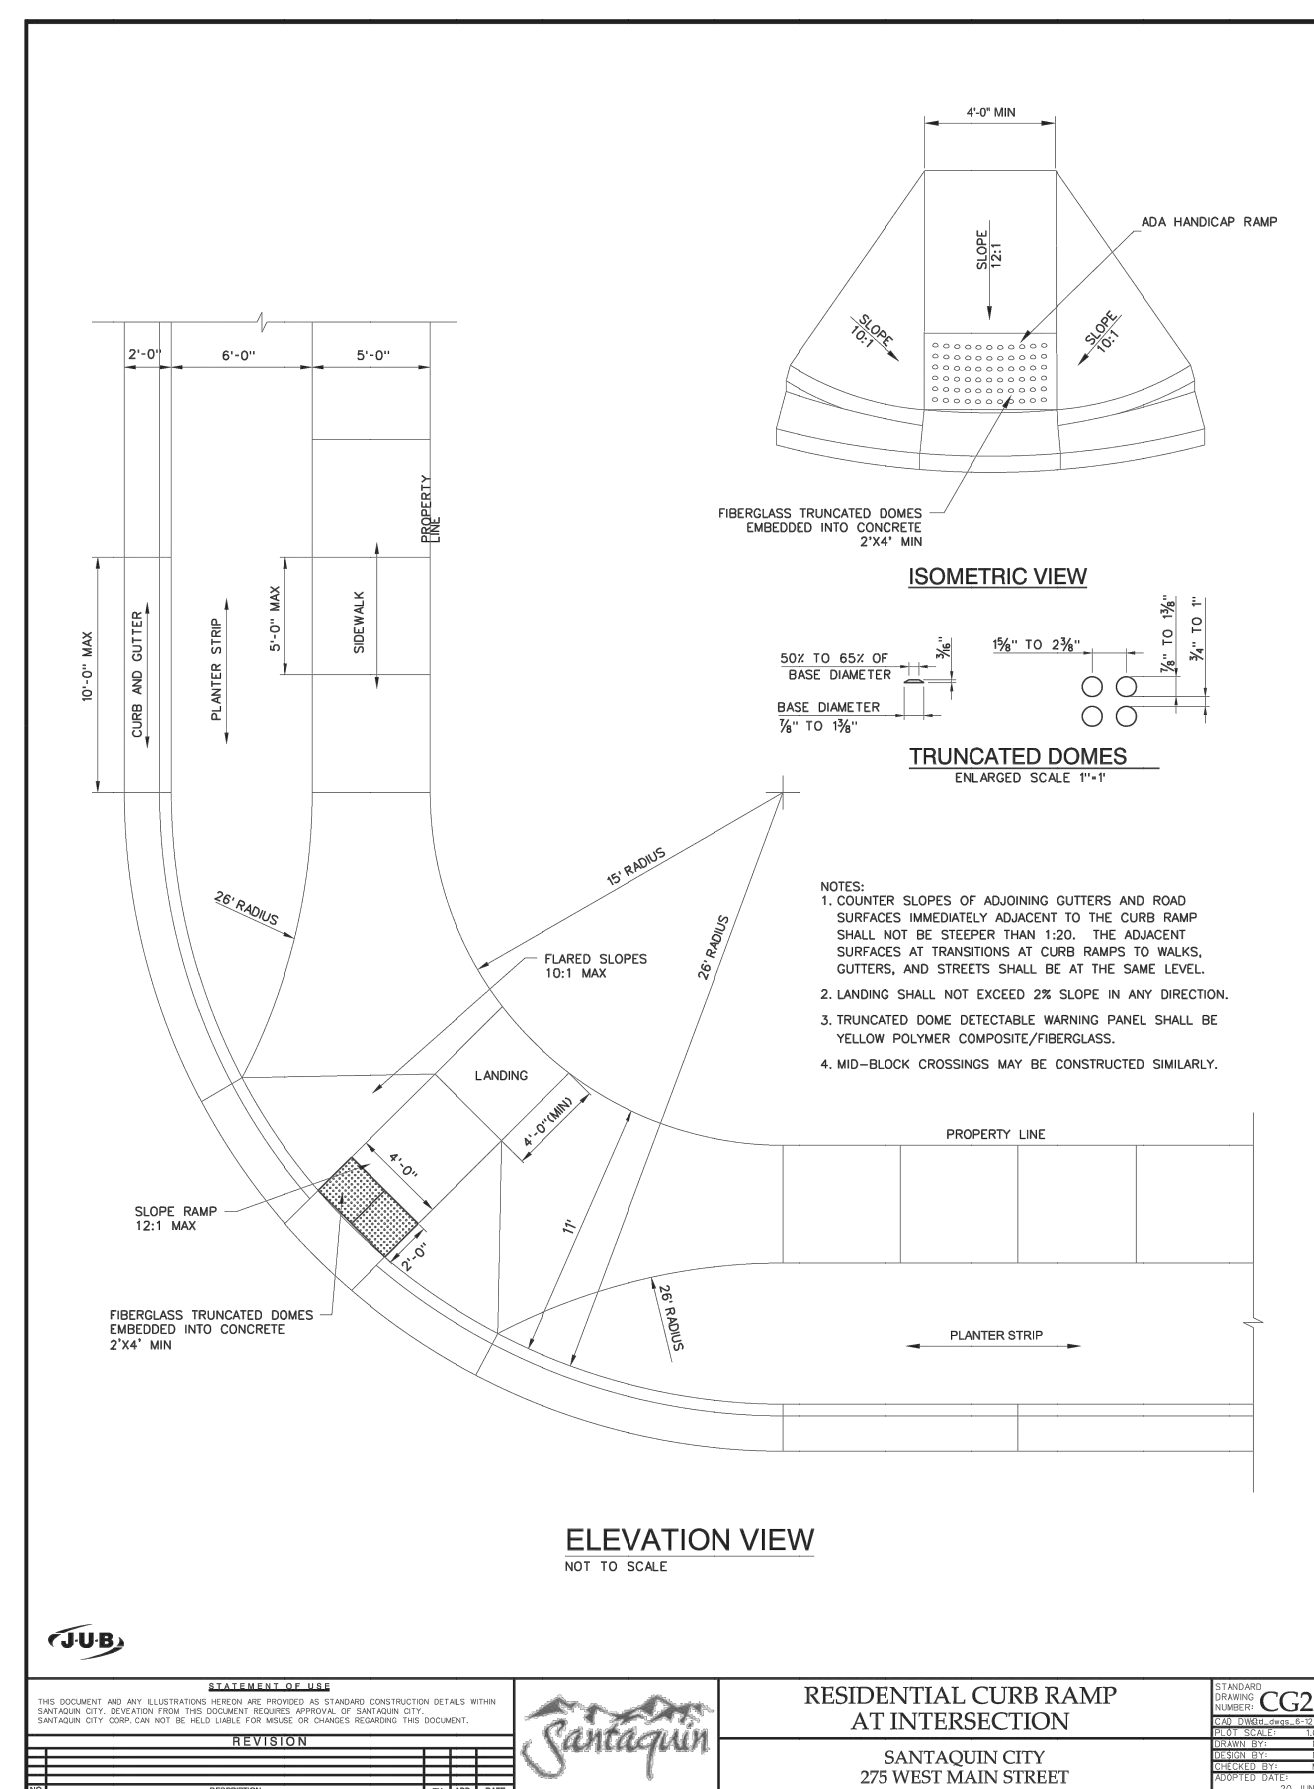 4'-0" MIN
ADA HANDICAP RAMP
SLOPE
12:1
SLOPE
10:1
SLOPE
10:1
FIBERGLASS TRUNCATED DOMES
EMBEDDED INTO CONCRETE
2'X4' MIN
ISOMETRIC VIEW
2'-0"
6'-0"
5'-0"
PROPERTY
LINE
10'-0" MAX
CURB AND GUTTER
PLANTER STRIP
5'-0" MAX
SIDEWALK
50% TO 65% OF
BASE DIAMETER
3/16"
BASE DIAMETER
7/8" TO 1 3/8"
1 5/8" TO 2 3/8"
7/8" TO 1 3/8"
3/4" TO 1"
TRUNCATED DOMES
ENLARGED SCALE 1"=1'
15' RADIUS
26' RADIUS
26' RADIUS
FLARED SLOPES
10:1 MAX
NOTES:
1. COUNTER SLOPES OF ADJOINING GUTTERS AND ROAD
SURFACES IMMEDIATELY ADJACENT TO THE CURB RAMP
SHALL NOT BE STEEPER THAN 1:20. THE ADJACENT
SURFACES AT TRANSITIONS AT CURB RAMPS TO WALKS,
GUTTERS, AND STREETS SHALL BE AT THE SAME LEVEL.
2. LANDING SHALL NOT EXCEED 2% SLOPE IN ANY DIRECTION.
3. TRUNCATED DOME DETECTABLE WARNING PANEL SHALL BE
YELLOW POLYMER COMPOSITE/FIBERGLASS.
4. MID-BLOCK CROSSINGS MAY BE CONSTRUCTED SIMILARLY.
LANDING
4'-0"(MIN)
4'-0"
2'-0"
11'
SLOPE RAMP
12:1 MAX
FIBERGLASS TRUNCATED DOMES
EMBEDDED INTO CONCRETE
2'X4' MIN
26' RADIUS
PROPERTY LINE
PLANTER STRIP
ELEVATION VIEW
NOT TO SCALE
J-U-B
STATEMENT OF USE
THIS DOCUMENT AND ANY ILLUSTRATIONS HEREON ARE PROVIDED AS STANDARD CONSTRUCTION DETAILS WITHIN
SANTAQUIN CITY. DEVEATION FROM THIS DOCUMENT REQUIRES APPROVAL OF SANTAQUIN CITY.
SANTAQUIN CITY CORP. CAN NOT BE HELD LIABLE FOR MISUSE OR CHANGES REGARDING THIS DOCUMENT.
REVISION
Santaquin
RESIDENTIAL CURB RAMP
AT INTERSECTION
SANTAQUIN CITY
275 WEST MAIN STREET
STANDARD
DRAWING
NUMBER: CG2
PLOT SCALE:
DRAWN BY:
DESIGN BY:
CHECKED BY:
ADOPTED DATE: